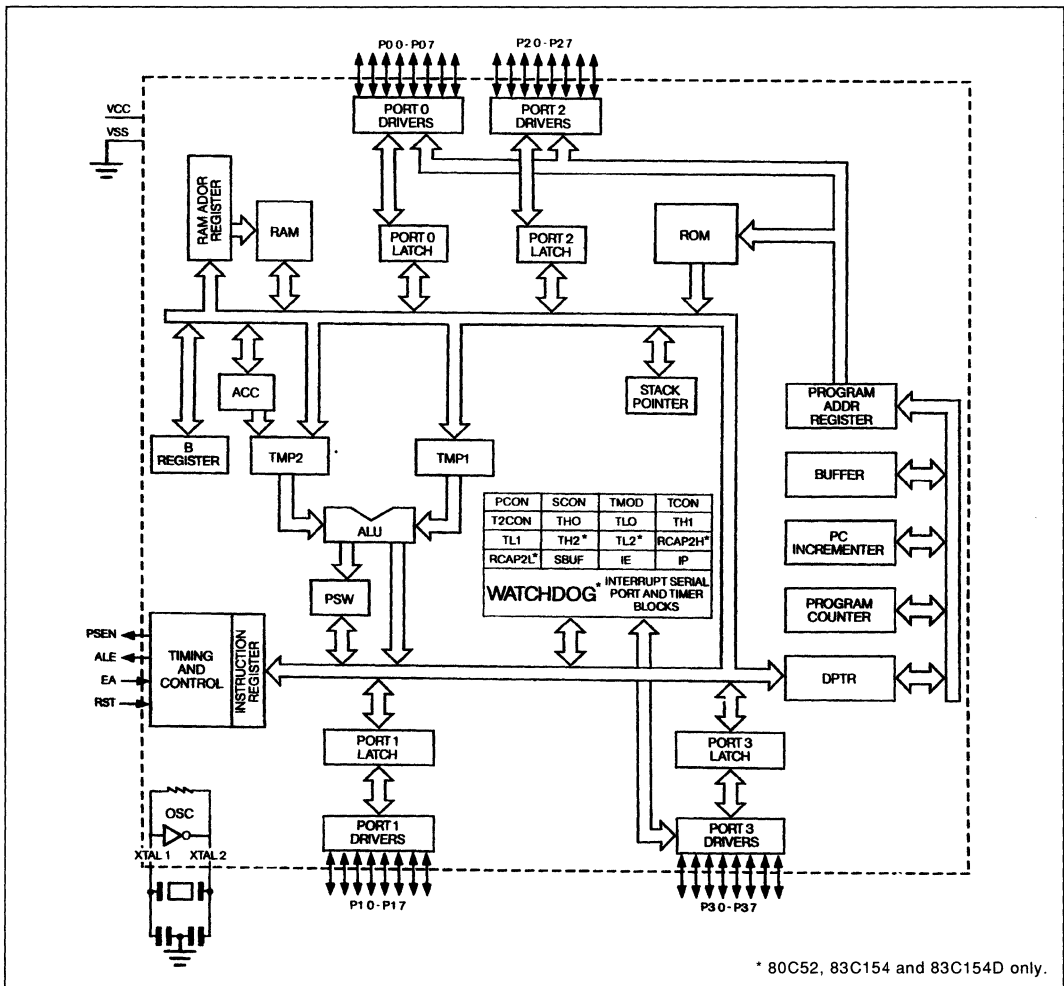 P00-P07
P20-P27
VCC
VSS
PORT 0
DRIVERS
PORT 2
DRIVERS
RAM ADDR
REGISTER
RAM
PORT 0
LATCH
PORT 2
LATCH
ROM
ACC
STACK
POINTER
PROGRAM
ADDR
REGISTER
B
REGISTER
TMP2
TMP1
BUFFER
ALU
PCON SCON TMOD TCON
T2CON THO TLO TH1
TL1 TH2* TL2* RCAP2H*
RCAP2L* SBUF IE IP
WATCHDOG* INTERRUPT SERIAL
PORT AND TIMER
BLOCKS
PC
INCREMENTER
PSW
PROGRAM
COUNTER
PSEN
ALE
EA
RST
TIMING
AND
CONTROL
INSTRUCTION
REGISTER
DPTR
PORT 1
LATCH
PORT 3
LATCH
OSC
XTAL 1 XTAL 2
PORT 1
DRIVERS
PORT 3
DRIVERS
P10-P17
P30-P37
* 80C52, 83C154 and 83C154D only.